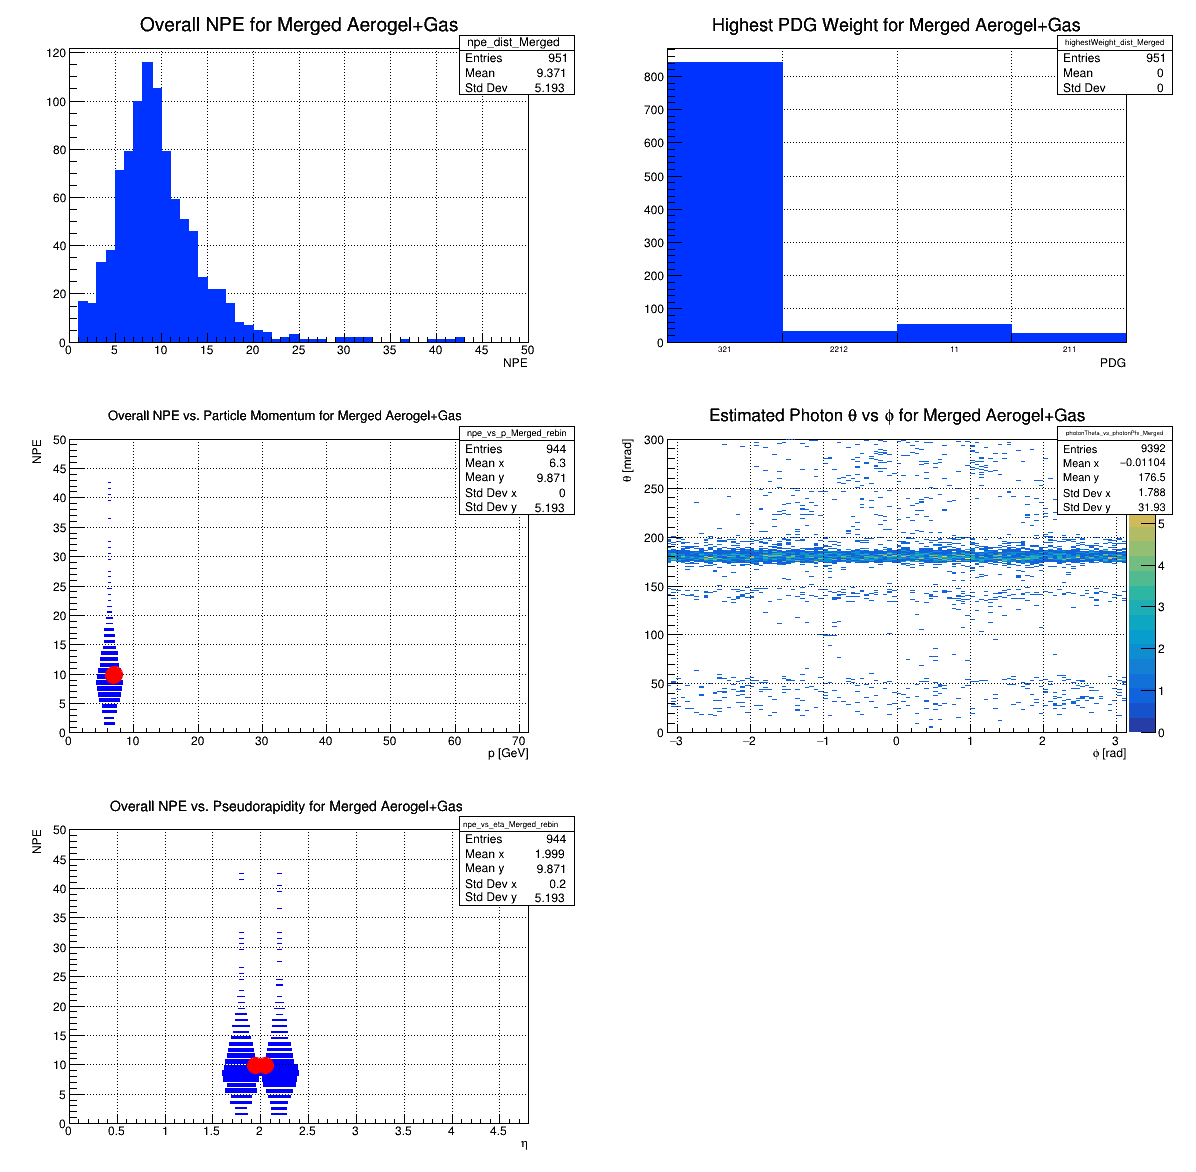 Overall NPE for Merged Aerogel+Gas
npe_dist_Merged
Entries 951
Mean 9.371
Std Dev 5.193
120
100
80
60
40
20
0
0 5 10 15 20 25 30 35 40 45 50
NPE
Highest PDG Weight for Merged Aerogel+Gas
highestWeight_dist_Merged
Entries 951
Mean 0
Std Dev 0
800
700
600
500
400
300
200
100
0
321 2212 11 211
PDG
Overall NPE vs. Particle Momentum for Merged Aerogel+Gas
npe_vs_p_Merged_rebin
Entries 944
Mean x 6.3
Mean y 9.871
Std Dev x 0
Std Dev y 5.193
NPE
50
45
40
35
30
25
20
15
10
5
0
0 10 20 30 40 50 60 70
p [GeV]
Estimated Photon θ vs ϕ for Merged Aerogel+Gas
photonTheta_vs_photonPhi_Merged
Entries 9392
Mean x −0.01104
Mean y 176.5
Std Dev x 1.788
Std Dev y 31.93
θ [mrad]
300
250
200
150
100
50
0
−3 −2 −1 0 1 2 3
ϕ [rad]
5
4
3
2
1
0
Overall NPE vs. Pseudorapidity for Merged Aerogel+Gas
npe_vs_eta_Merged_rebin
Entries 944
Mean x 1.999
Mean y 9.871
Std Dev x 0.2
Std Dev y 5.193
NPE
50
45
40
35
30
25
20
15
10
5
0
0 0.5 1 1.5 2 2.5 3 3.5 4 4.5
η